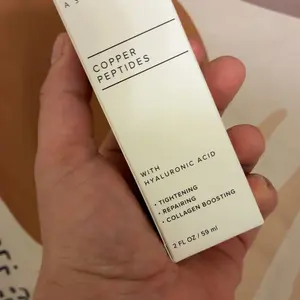 COPPER
PEPTIDES
WITH
HYALURONIC ACID
• TIGHTENING
• REPAIRING
• COLLAGEN BOOSTING
2 FL OZ / 59 ml